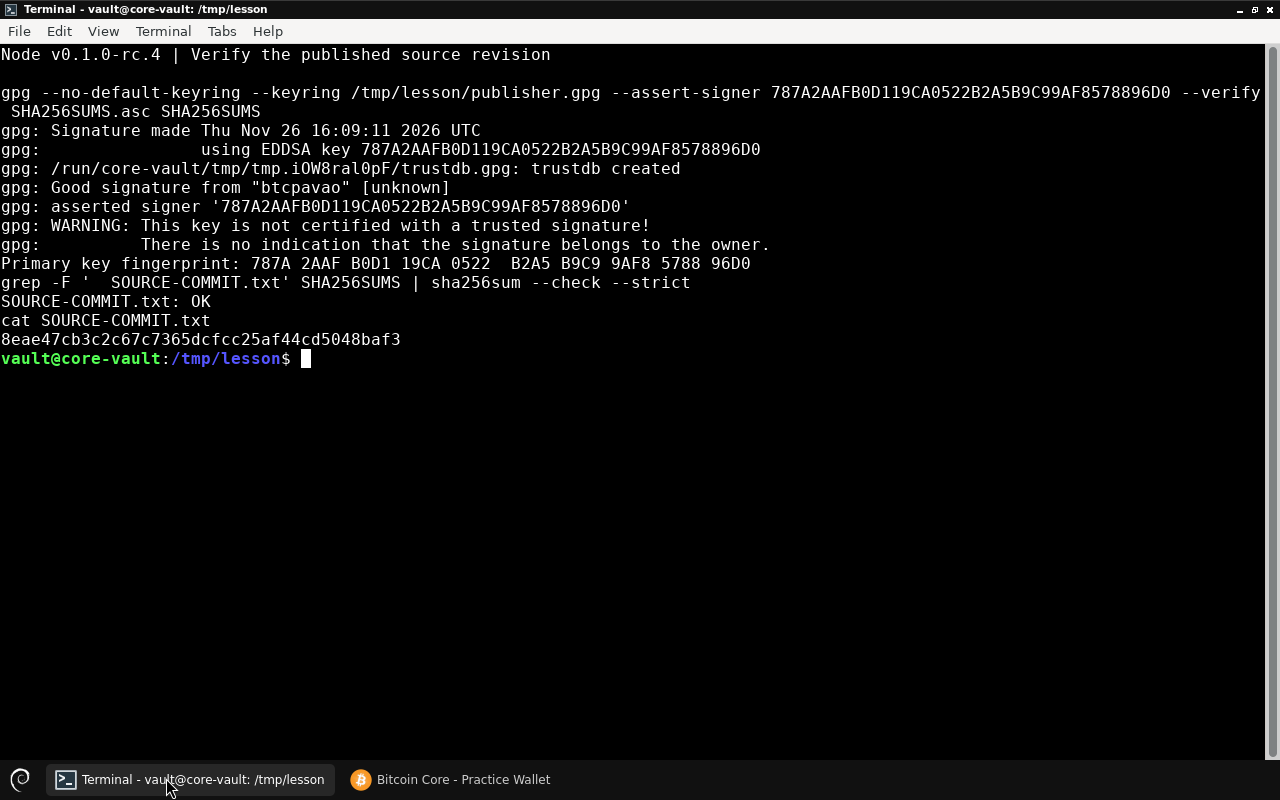 Terminal - vault@core-vault: /tmp/lesson
File Edit View Terminal Tabs Help
Node v0.1.0-rc.4 | Verify the published source revision
gpg --no-default-keyring --keyring /tmp/lesson/publisher.gpg --assert-signer 787A2AAFB0D119CA0522B2A5B9C99AF8578896D0 --verify
SHA256SUMS.asc SHA256SUMS
gpg: Signature made Thu Nov 26 16:09:11 2026 UTC
gpg:                using EDDSA key 787A2AAFB0D119CA0522B2A5B9C99AF8578896D0
gpg: /run/core-vault/tmp/tmp.iOW8ral0pF/trustdb.gpg: trustdb created
gpg: Good signature from "btcpavao" [unknown]
gpg: asserted signer '787A2AAFB0D119CA0522B2A5B9C99AF8578896D0'
gpg: WARNING: This key is not certified with a trusted signature!
gpg:          There is no indication that the signature belongs to the owner.
Primary key fingerprint: 787A 2AAF B0D1 19CA 0522  B2A5 B9C9 9AF8 5788 96D0
grep -F '  SOURCE-COMMIT.txt' SHA256SUMS | sha256sum --check --strict
SOURCE-COMMIT.txt: OK
cat SOURCE-COMMIT.txt
8eae47cb3c2c67c7365dcfcc25af44cd5048baf3
vault@core-vault:/tmp/lesson$
Terminal - vault@core-vault: /tmp/lesson
Bitcoin Core - Practice Wallet